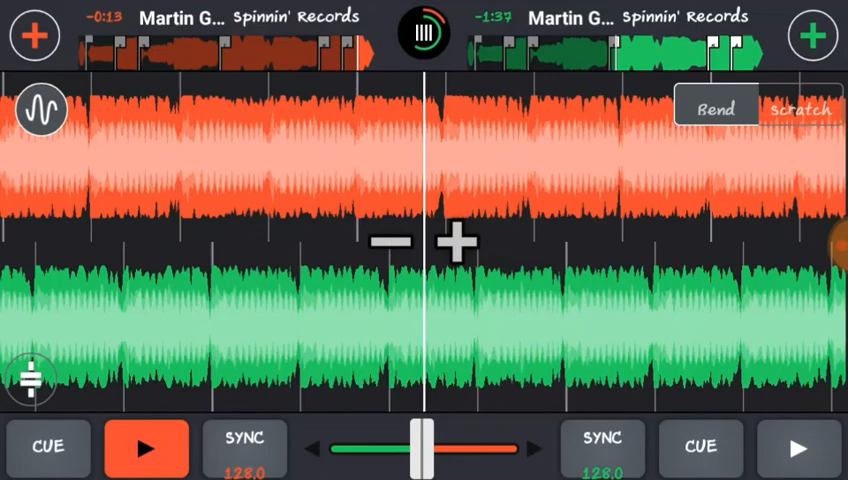 -0:13 Martin G... Spinnin' Records
-1:37 Martin G... Spinnin' Records
Bend Scratch
CUE SYNC 128.0
SYNC 128.0 CUE